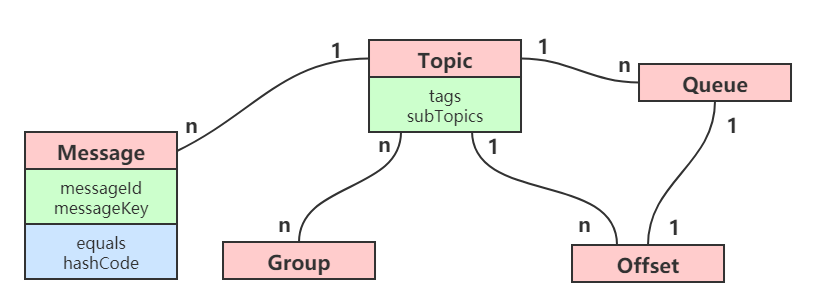 1
Topic
1
n
Queue
tags
subTopics
n
1
Message
n
1
messageId
messageKey
n
n
1
equals
hashCode
Group
Offset